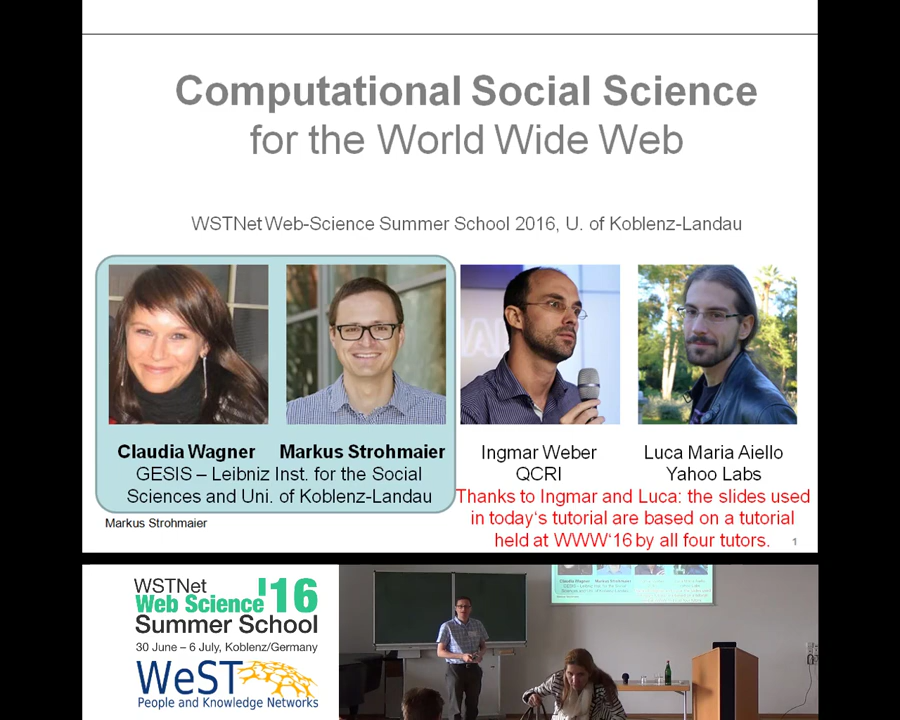 Computational Social Science
for the World Wide Web
WSTNet Web-Science Summer School 2016, U. of Koblenz-Landau
Claudia Wagner Markus Strohmaier
GESIS – Leibniz Inst. for the Social
Sciences and Uni. of Koblenz-Landau
Ingmar Weber
QCRI
Luca Maria Aiello
Yahoo Labs
Thanks to Ingmar and Luca: the slides used
in today‘s tutorial are based on a tutorial
held at WWW‘16 by all four tutors.
Markus Strohmaier
1
WSTNet
Web Science '16
Summer School
30 June – 6 July, Koblenz/Germany
WeST
People and Knowledge Networks